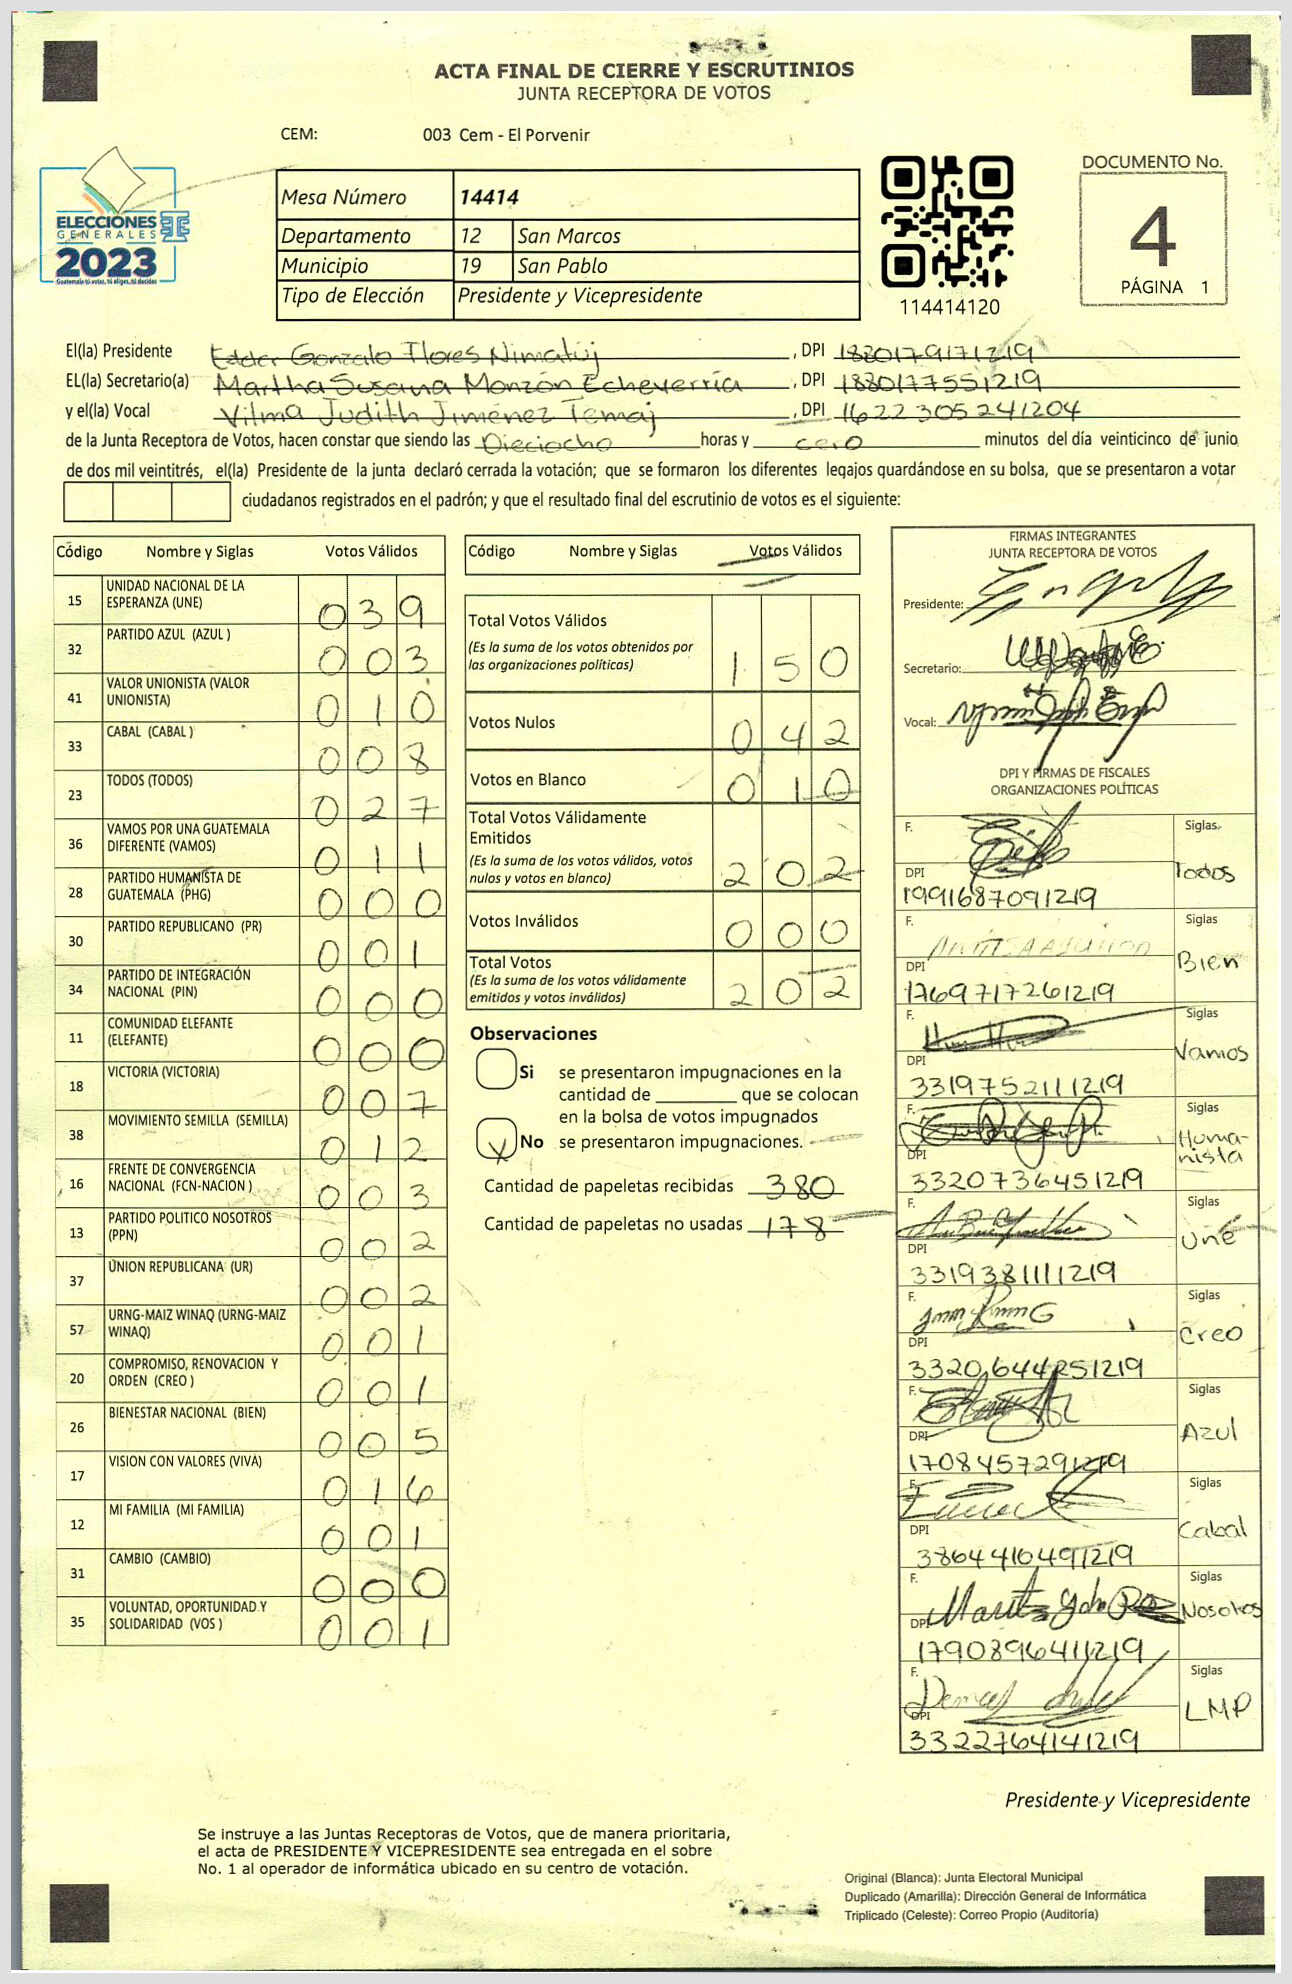 ACTA FINAL DE CIERRE Y ESCRUTINIOS
JUNTA RECEPTORA DE VOTOS
CEM: 003 Cem - El Porvenir
ELECCIONES
GENERALES
2023
Mesa Número 14414
Departamento 12 San Marcos
Municipio 19 San Pablo
Tipo de Elección Presidente y Vicepresidente
114414120
DOCUMENTO No.
4
PÁGINA 1
El(la) Presidente Edder Gonzalo Flores Nimatuj, DPI 1820179171219
EL(la) Secretario(a) Martha Susana Monzón Echeverría, DPI 1880177551219
y el(la) Vocal Vilma Judith Jiménez Temaj, DPI 1622305241204
de la Junta Receptora de Votos, hacen constar que siendo las Dieciocho horas y cero minutos del día veinticinco de junio
de dos mil veintitrés, el(la) Presidente de la junta declaró cerrada la votación; que se formaron los diferentes legajos quardándose en su bolsa, que se presentaron a votar
ciudadanos registrados en el padrón; y que el resultado final del escrutinio de votos es el siguiente:
Código Nombre y Siglas Votos Válidos
15 UNIDAD NACIONAL DE LA ESPERANZA (UNE) 039
32 PARTIDO AZUL (AZUL ) 003
41 VALOR UNIONISTA (VALOR UNIONISTA) 010
33 CABAL (CABAL ) 008
23 TODOS (TODOS) 027
36 VAMOS POR UNA GUATEMALA DIFERENTE (VAMOS) 011
28 PARTIDO HUMANISTA DE GUATEMALA (PHG) 000
30 PARTIDO REPUBLICANO (PR) 001
34 PARTIDO DE INTEGRACIÓN NACIONAL (PIN) 000
11 COMUNIDAD ELEFANTE (ELEFANTE) 000
18 VICTORIA (VICTORIA) 007
38 MOVIMIENTO SEMILLA (SEMILLA) 012
16 FRENTE DE CONVERGENCIA NACIONAL (FCN-NACION ) 003
13 PARTIDO POLITICO NOSOTROS (PPN) 002
37 UNION REPUBLICANA (UR) 002
57 URNG-MAIZ WINAQ (URNG-MAIZ WINAQ) 001
20 COMPROMISO, RENOVACION Y ORDEN (CREO ) 001
26 BIENESTAR NACIONAL (BIEN) 005
17 VISION CON VALORES (VIVA) 016
12 MI FAMILIA (MI FAMILIA) 001
31 CAMBIO (CAMBIO) 000
35 VOLUNTAD, OPORTUNIDAD Y SOLIDARIDAD (VOS ) 001
Código Nombre y Siglas Votos Válidos
Total Votos Válidos
(Es la suma de los votos obtenidos por
las organizaciones políticas) 150
Votos Nulos 042
Votos en Blanco 010
Total Votos Válidamente
Emitidos
(Es la suma de los votos válidos, votos
nulos y votos en blanco) 202
Votos Inválidos 000
Total Votos
(Es la suma de los votos válidamente
emitidos y votos inválidos) 202
Observaciones
Si se presentaron impugnaciones en la
cantidad de ________ que se colocan
en la bolsa de votos impugnados
X No se presentaron impugnaciones.
Cantidad de papeletas recibidas 380
Cantidad de papeletas no usadas 178
FIRMAS INTEGRANTES
JUNTA RECEPTORA DE VOTOS
Presidente:
Secretario:
Vocal:
DPI Y FIRMAS DE FISCALES
ORGANIZACIONES POLÍTICAS
F. Siglas.
DPI Todos
1991687091219
F. Siglas
DPI Bien
1769717261219
F. Siglas
DPI Vamos
3319752111219
F. Siglas
DPI Humanista
3320736451219
F. Siglas
DPI Une
3319381111219
F. Siglas
DPI Creo
3320644251219
F. Siglas
DPI Azul
1708457291219
F. Siglas
DPI Cabal
3864410491219
F. Siglas
DPI Nosotros
1790896411219
F. Siglas
DPI LMP
3322764141219
Presidente y Vicepresidente
Se instruye a las Juntas Receptoras de Votos, que de manera prioritaria,
el acta de PRESIDENTE Y VICEPRESIDENTE sea entregada en el sobre
No. 1 al operador de informática ubicado en su centro de votación.
Original (Blanca): Junta Electoral Municipal
Duplicado (Amarilla): Dirección General de Informática
Triplicado (Celeste): Correo Propio (Auditoría)